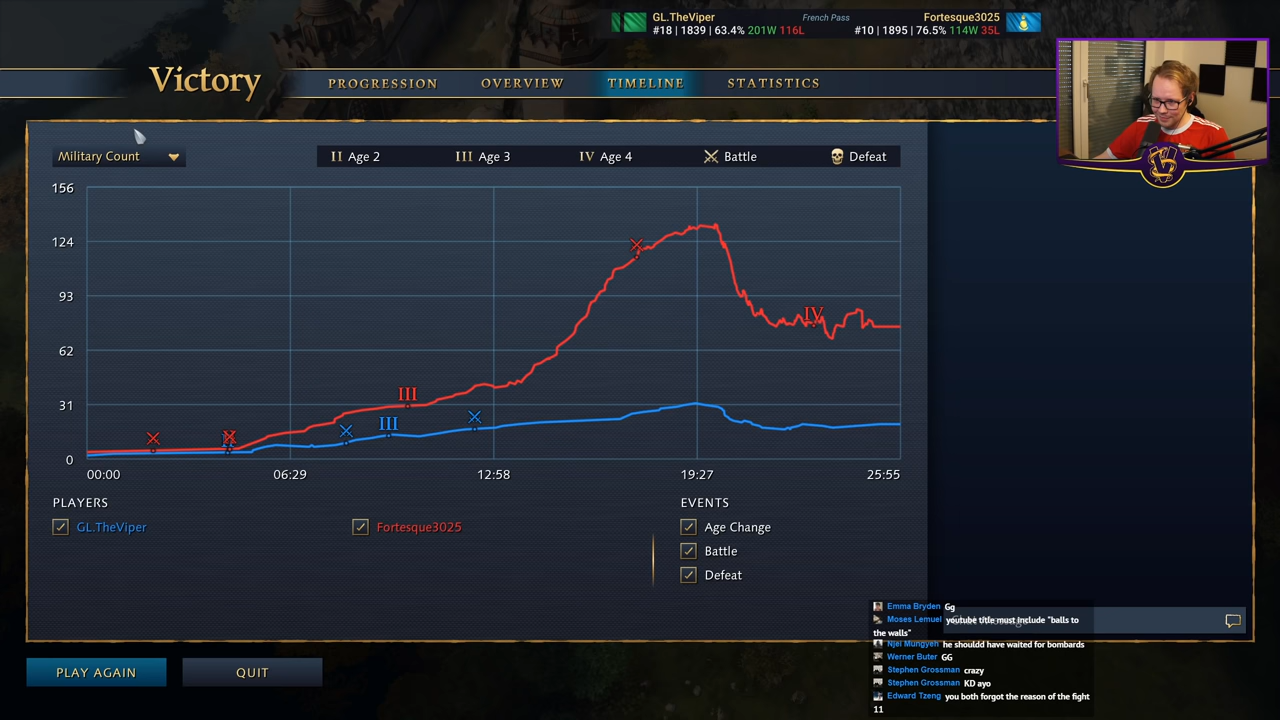 GL.TheViper
French Pass
Fortesque3025
#18 | 1839 | 63.4% 201W 116L
#10 | 1895 | 76.5% 114W 35L
Victory
PROGRESSION
OVERVIEW
TIMELINE
STATISTICS
Military Count
II Age 2
III Age 3
IV Age 4
Battle
Defeat
156
124
93
62
31
0
IV
III
III
00:00
06:29
12:58
19:27
25:55
PLAYERS
GL.TheViper
Fortesque3025
EVENTS
Age Change
Battle
Defeat
Emma Bryden Gg
Moses Lemuel youtube title must include "balls to
the walls"
Njei Mungyeh he shouldd have waited for bombards
Werner Buter GG
Stephen Grossman crazy
Stephen Grossman KD ayo
Edward Tzeng you both forgot the reason of the fight
11
PLAY AGAIN
QUIT